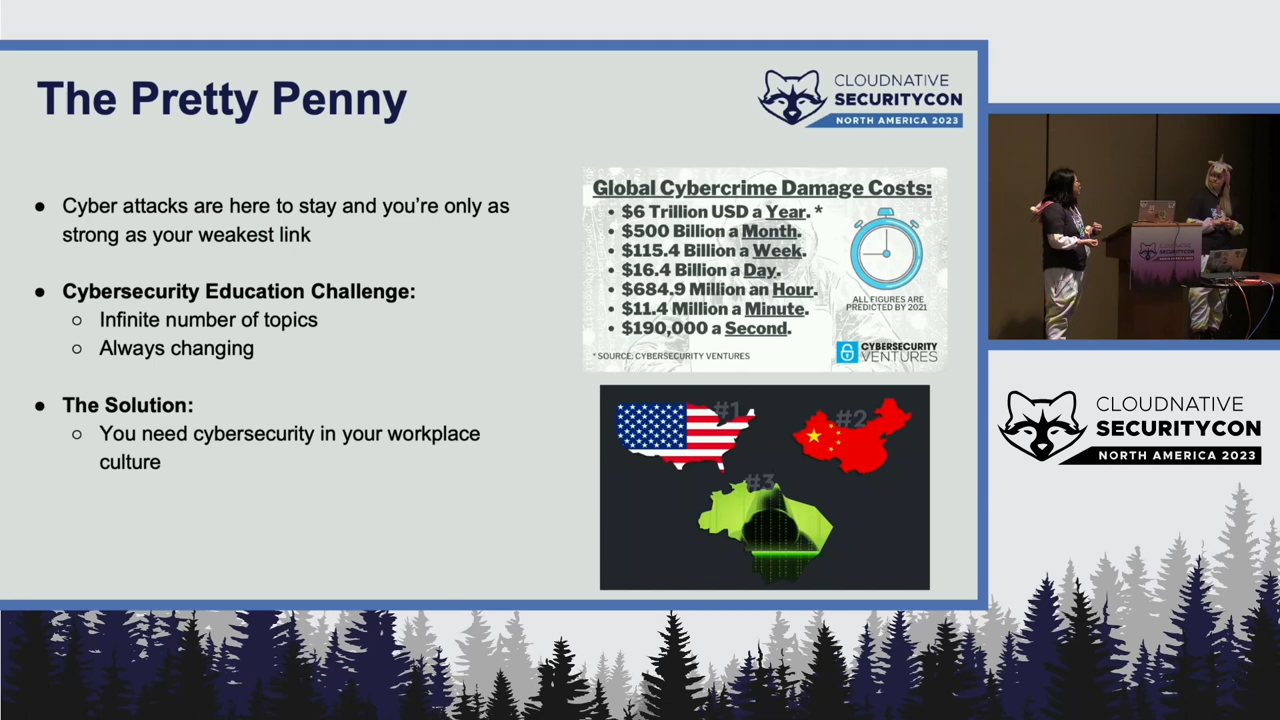 The Pretty Penny
CLOUDNATIVE
SECURITYCON
NORTH AMERICA 2023
● Cyber attacks are here to stay and you're only as
strong as your weakest link
● Cybersecurity Education Challenge:
○ Infinite number of topics
○ Always changing
● The Solution:
○ You need cybersecurity in your workplace
culture
Global Cybercrime Damage Costs:
• $6 Trillion USD a Year. *
• $500 Billion a Month.
• $115.4 Billion a Week.
• $16.4 Billion a Day.
• $684.9 Million an Hour.
• $11.4 Million a Minute.
• $190,000 a Second.
ALL FIGURES ARE
PREDICTED BY 2021
* SOURCE: CYBERSECURITY VENTURES
CYBERSECURITY
VENTURES
#1
#2
#3
CLOUDNATIVE
SECURITYCON
NORTH AMERICA 2023